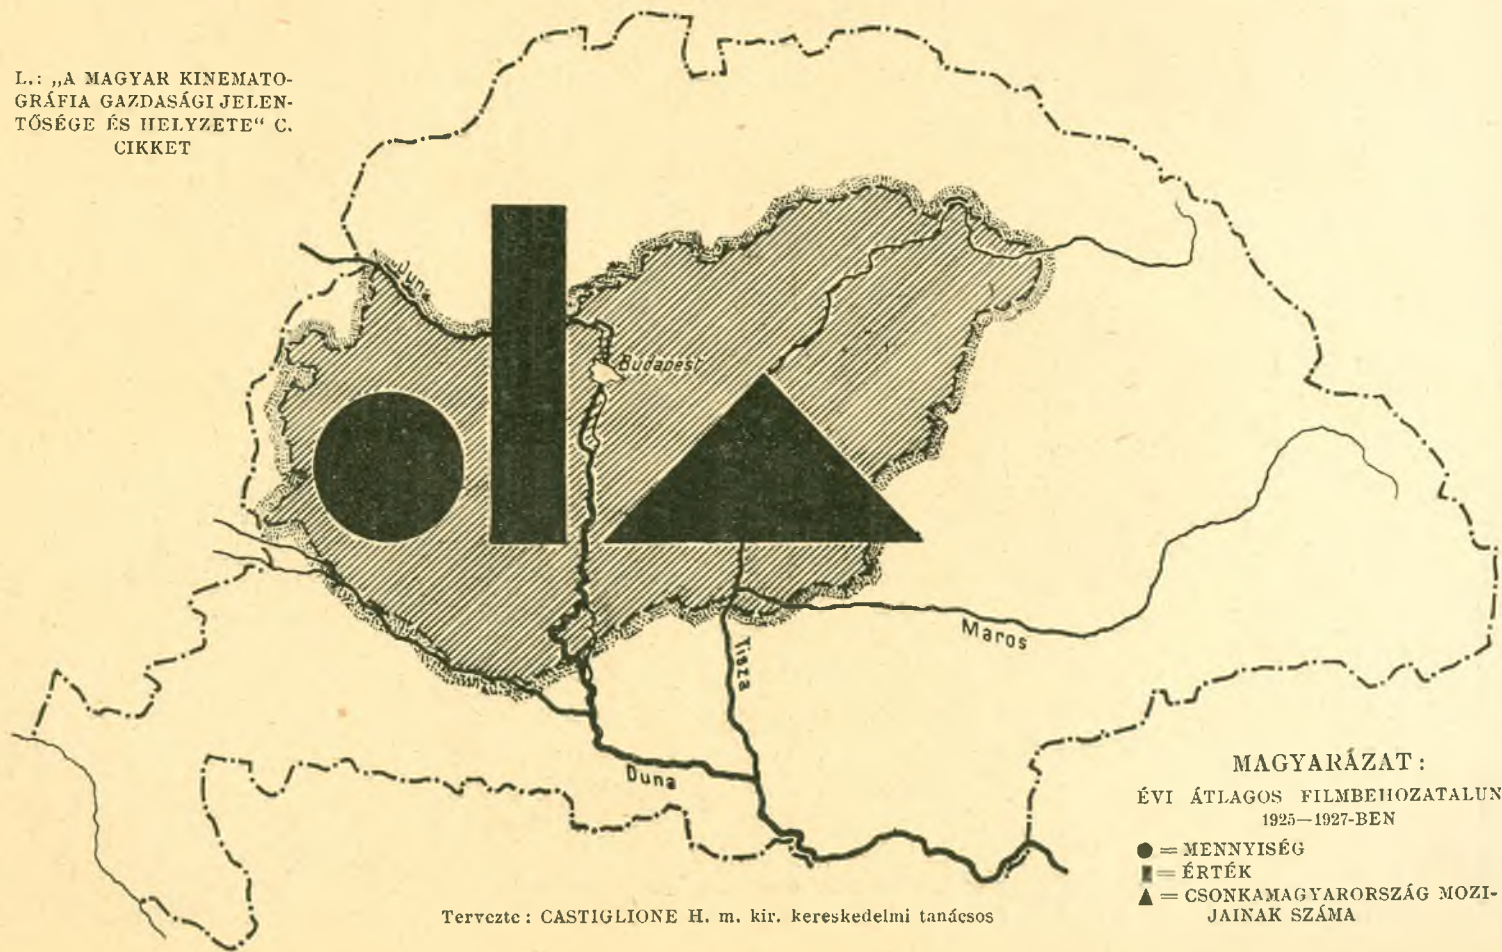 L.: „A MAGYAR KINEMATO-
GRÁFIA GAZDASÁGI JELEN-
TŐSÉGE ÉS HELYZETE“ C.
CIKKET
Duna
Budapest
Maros
Tisza
Duna
MAGYARÁZAT:
ÉVI ÁTLAGOS FILMBEHOZATALUN
1925—1927-BEN
● = MENNYISÉG
▮ = ÉRTÉK
▲ = CSONKAMAGYARORSZÁG MOZI-
JAINAK SZÁMA
Tervezte: CASTIGLIONE H. m. kir. kereskedelmi tanácsos